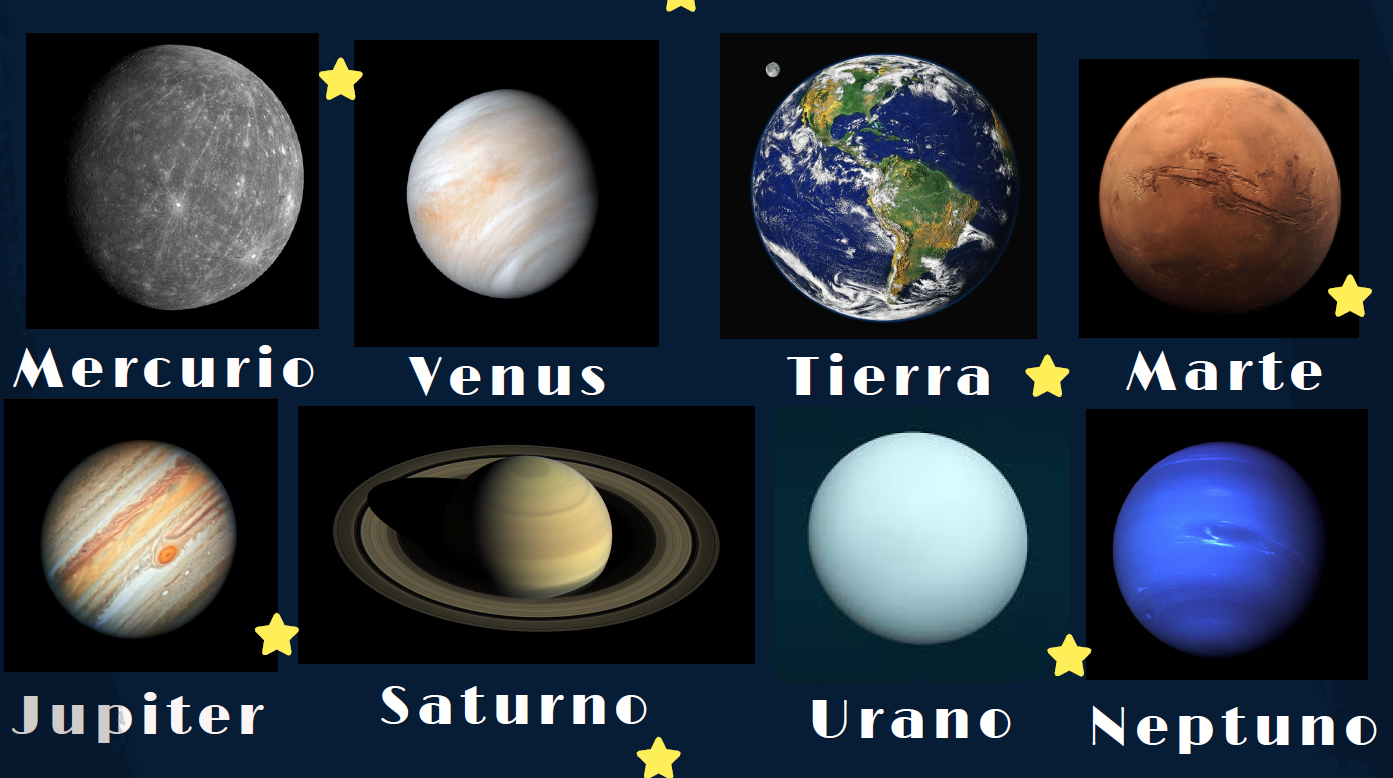 Mercurio
Venus
Tierra
Marte
Jupiter
Saturno
Urano
Neptuno